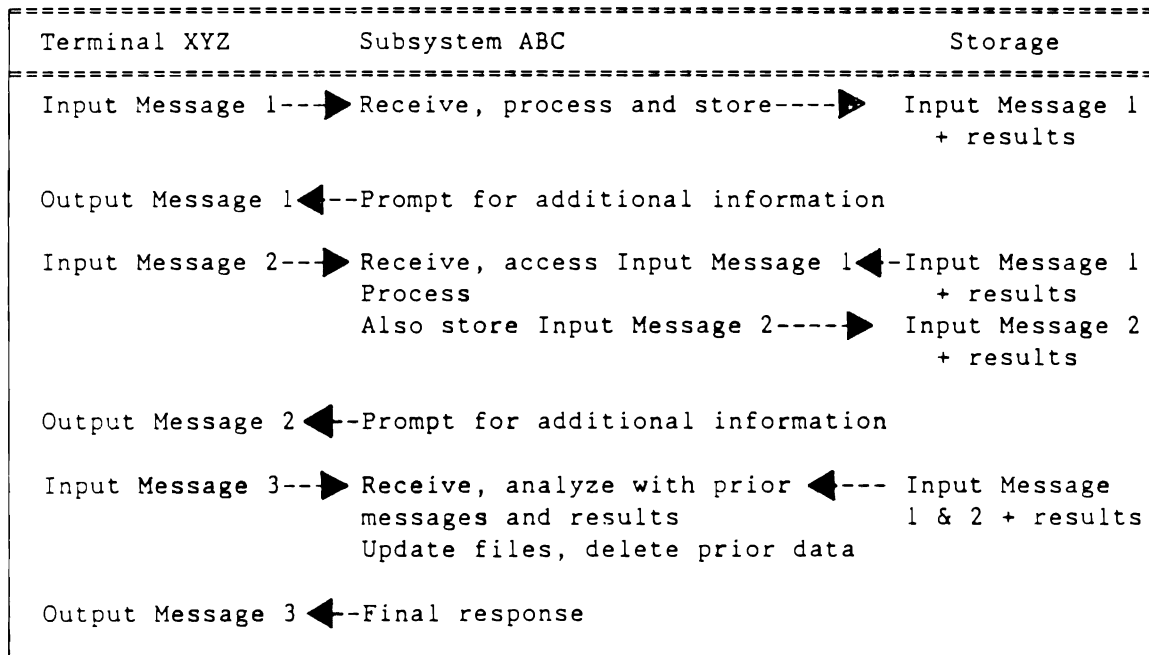 Terminal XYZ Subsystem ABC Storage
Input Message 1---▶ Receive, process and store----▶ Input Message 1
+ results
Output Message 1◀--Prompt for additional information
Input Message 2---▶ Receive, access Input Message 1◀-Input Message 1
Process + results
Also store Input Message 2-----▶ Input Message 2
+ results
Output Message 2 ◀--Prompt for additional information
Input Message 3---▶ Receive, analyze with prior ◀--- Input Message
messages and results 1 & 2 + results
Update files, delete prior data
Output Message 3 ◀--Final response